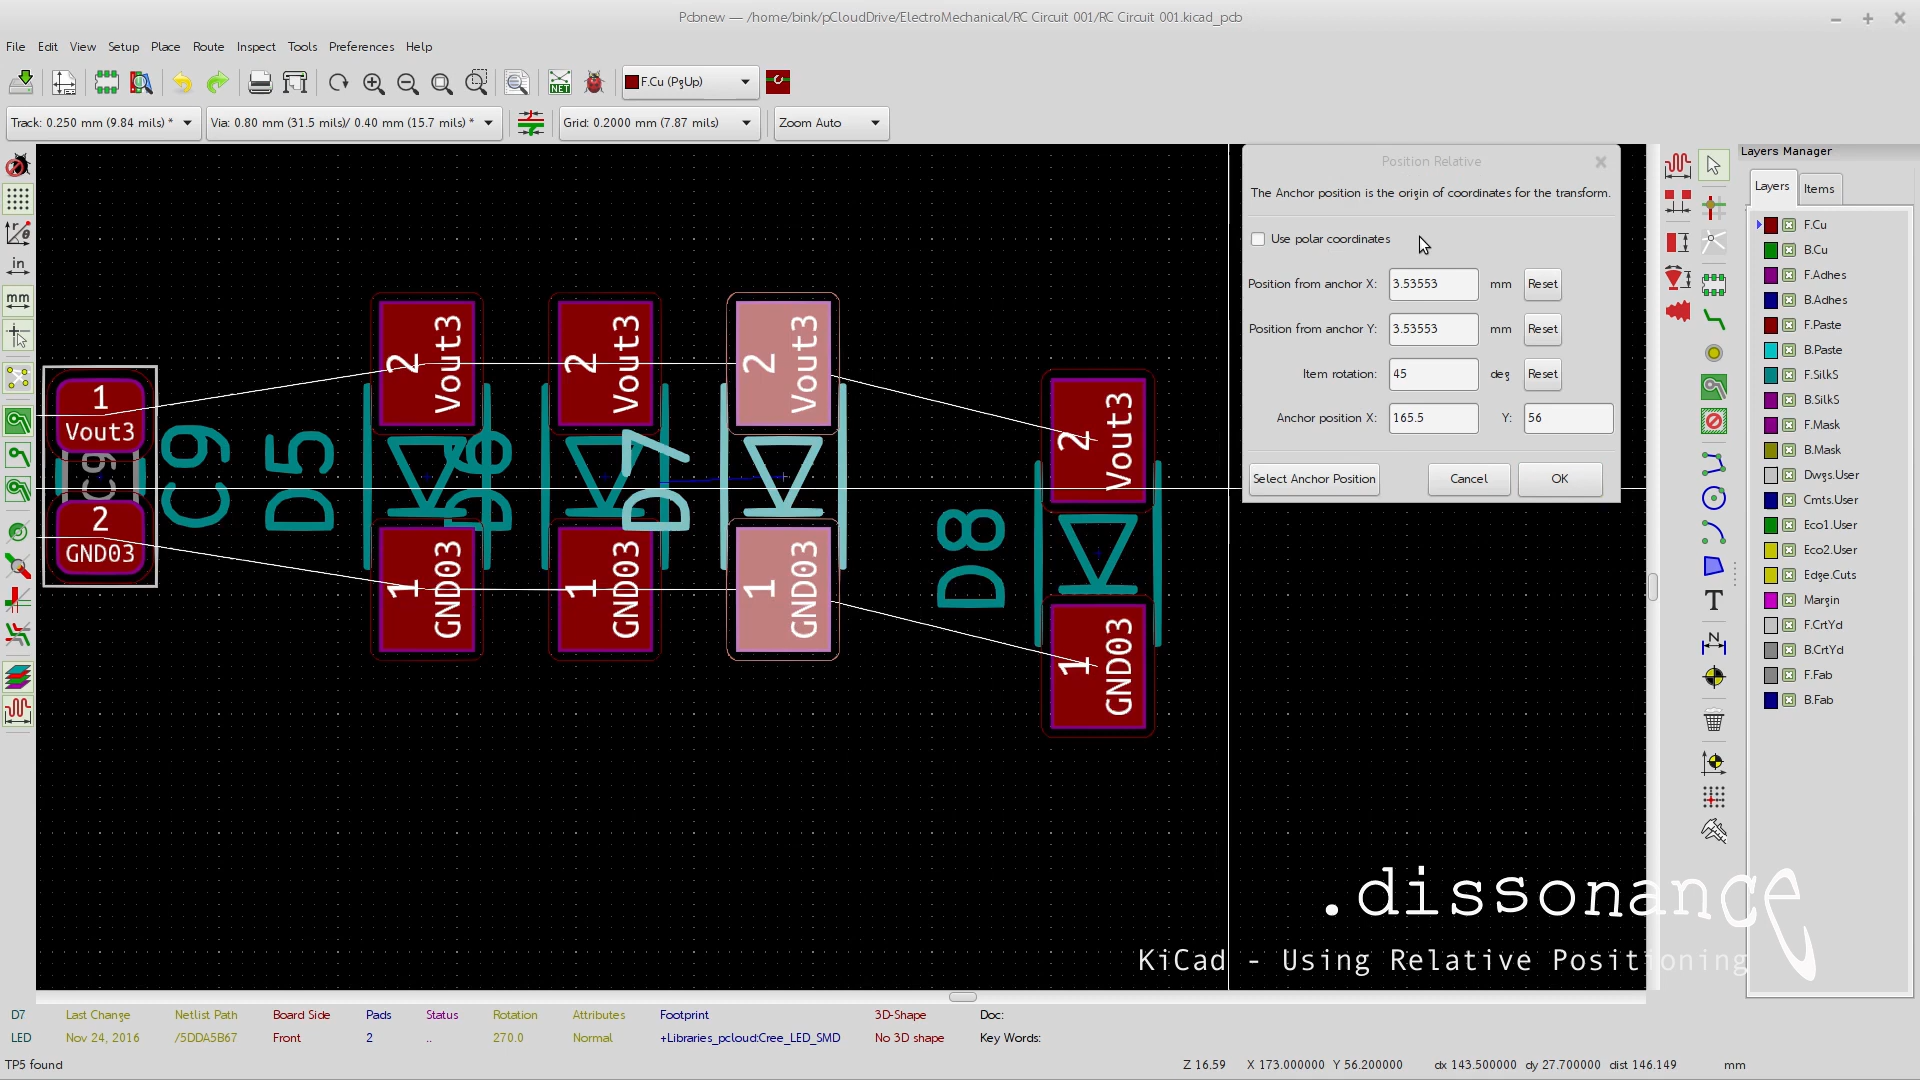 Pcbnew — /home/bink/pCloudDrive/ElectroMechanical/RC Circuit 001/RC Circuit 001.kicad_pcb
File Edit View Setup Place Route Inspect Tools Preferences Help
NET
F.Cu (PgUp)
Track: 0.250 mm (9.84 mils) *
Via: 0.80 mm (31.5 mils)/ 0.40 mm (15.7 mils) *
Grid: 0.2000 mm (7.87 mils)
Zoom Auto
in
mm
1
Vout3
C9
2
GND03
C9
D5
2
Vout3
1
GND03
D6
2
Vout3
1
GND03
D7
2
Vout3
1
GND03
D8
2
Vout3
1
GND03
Position Relative
The Anchor position is the origin of coordinates for the transform.
Use polar coordinates
Position from anchor X: 3.53553 mm Reset
Position from anchor Y: 3.53553 mm Reset
Item rotation: 45 deg Reset
Anchor position X: 165.5 Y: 56
Select Anchor Position Cancel OK
T
N
Layers Manager
Layers Items
F.Cu
B.Cu
F.Adhes
B.Adhes
F.Paste
B.Paste
F.SilkS
B.SilkS
F.Mask
B.Mask
Dwgs.User
Cmts.User
Eco1.User
Eco2.User
Edge.Cuts
Margin
F.CrtYd
B.CrtYd
F.Fab
B.Fab
.dissonance
KiCad - Using Relative Positioning
D7 Last Change Netlist Path Board Side Pads Status Rotation Attributes Footprint 3D-Shape Doc:
LED Nov 24, 2016 /5DDA5B67 Front 2 .. 270.0 Normal +Libraries_pcloud:Cree_LED_SMD No 3D shape Key Words:
TP5 found Z 16.59 X 173.000000 Y 56.200000 dx 143.500000 dy 27.700000 dist 146.149 mm